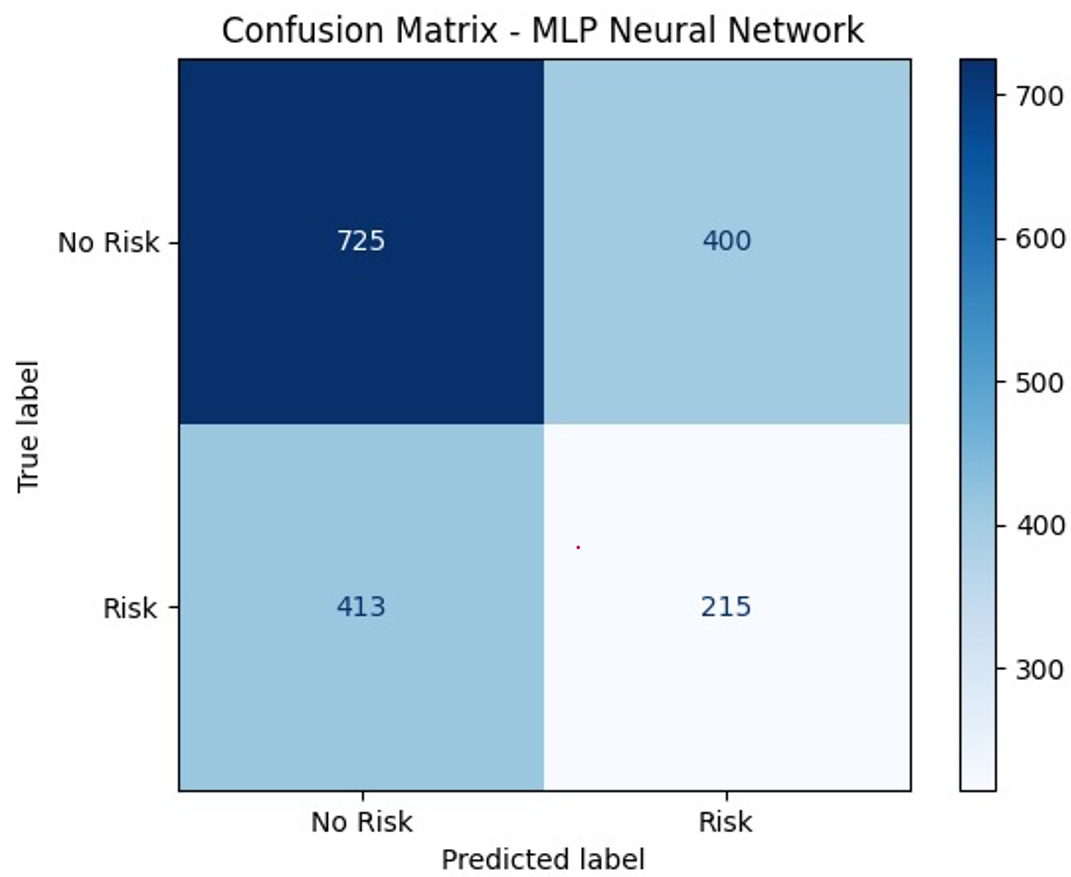 Confusion Matrix - MLP Neural Network
No Risk
725
400
700
600
500
400
300
True label
Risk
413
215
No Risk
Risk
Predicted label